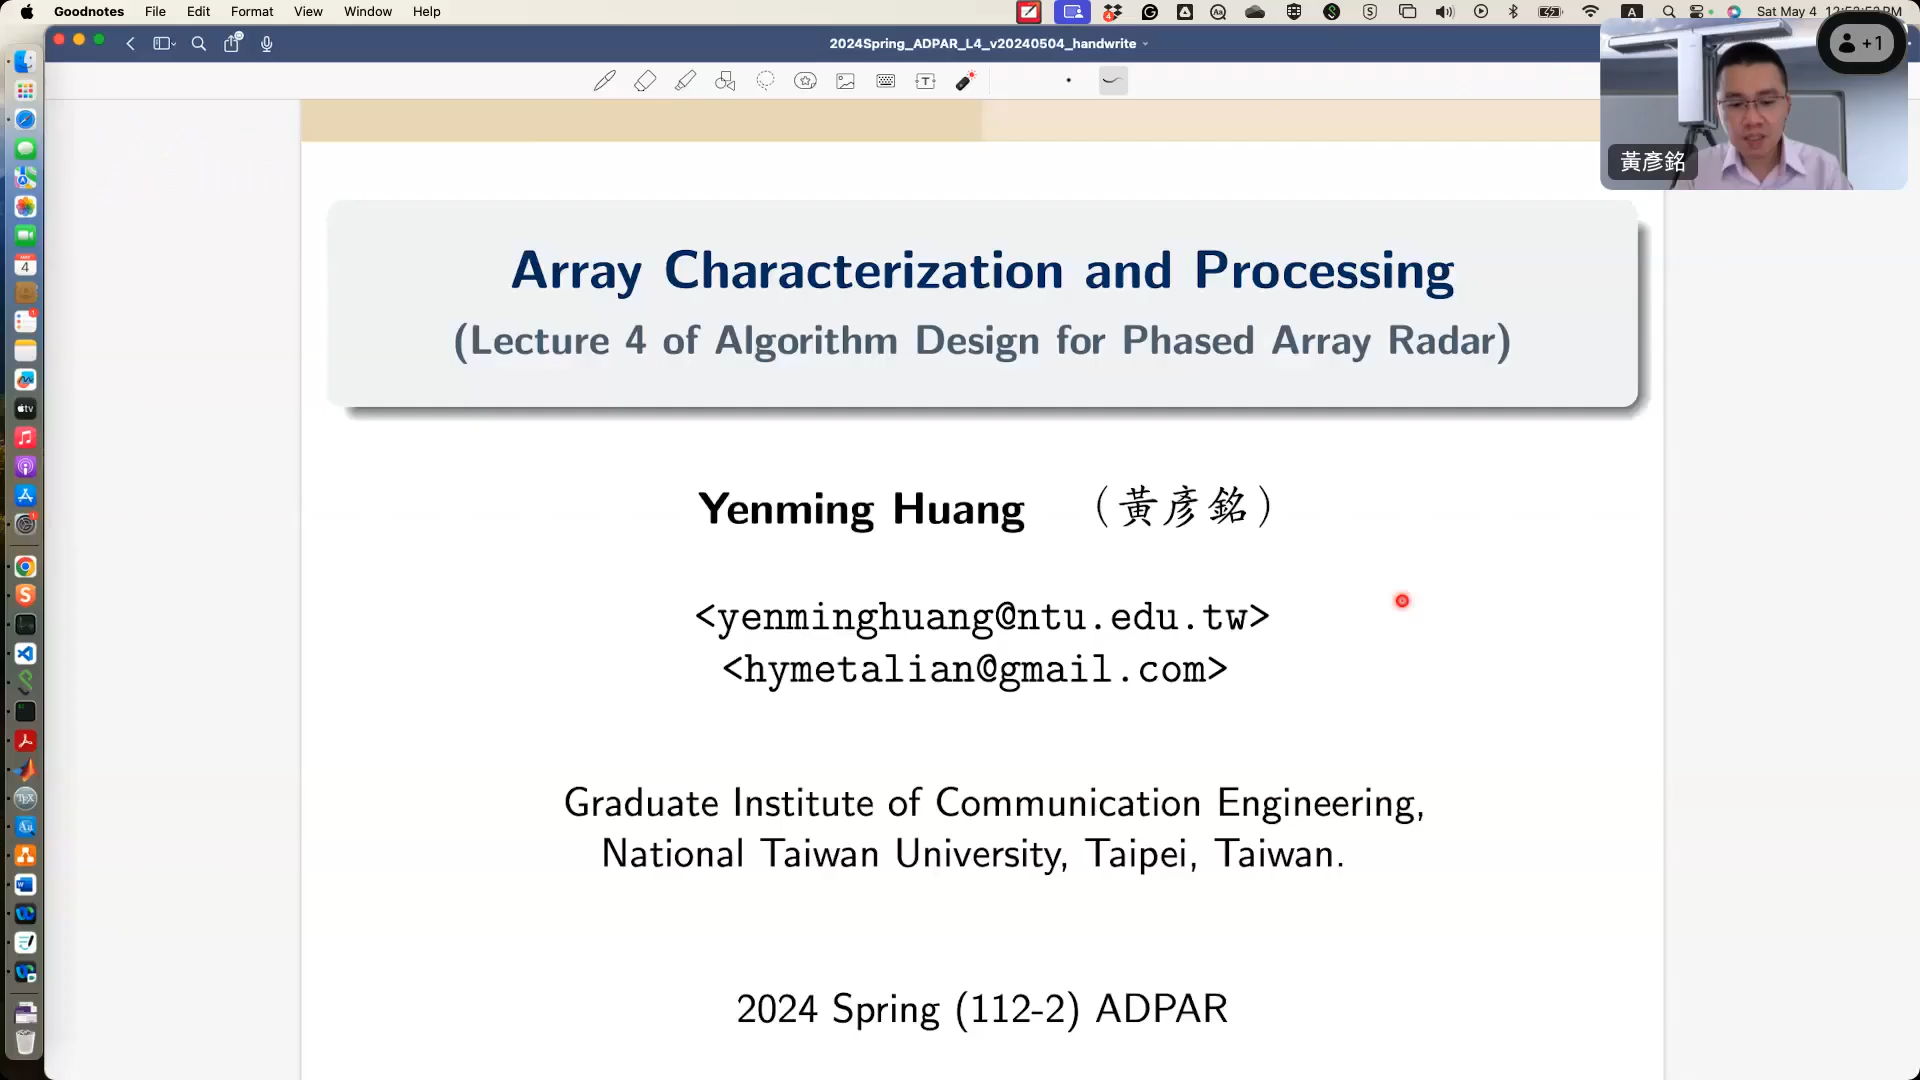 Goodnotes File Edit Format View Window Help
Sat May 4
2024Spring_ADPAR_L4_v20240504_handwrite
+1
黃彥銘
Array Characterization and Processing
(Lecture 4 of Algorithm Design for Phased Array Radar)
Yenming Huang (黃彥銘)
<yenminghuang@ntu.edu.tw>
<hymetalian@gmail.com>
Graduate Institute of Communication Engineering,
National Taiwan University, Taipei, Taiwan.
2024 Spring (112-2) ADPAR